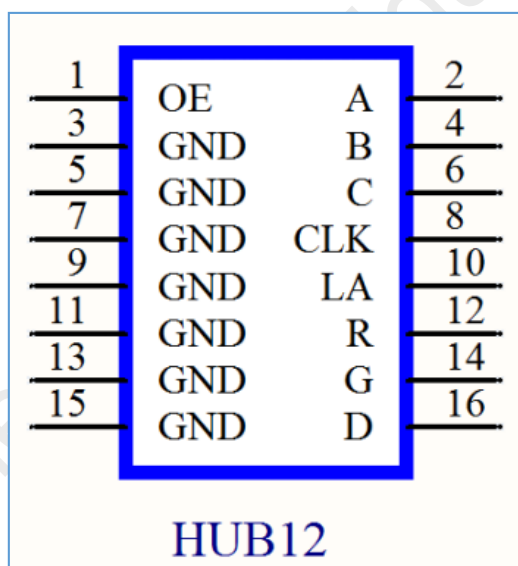 1 OE A 2
3 GND B 4
5 GND C 6
7 GND CLK 8
9 GND LA 10
11 GND R 12
13 GND G 14
15 GND D 16
HUB12